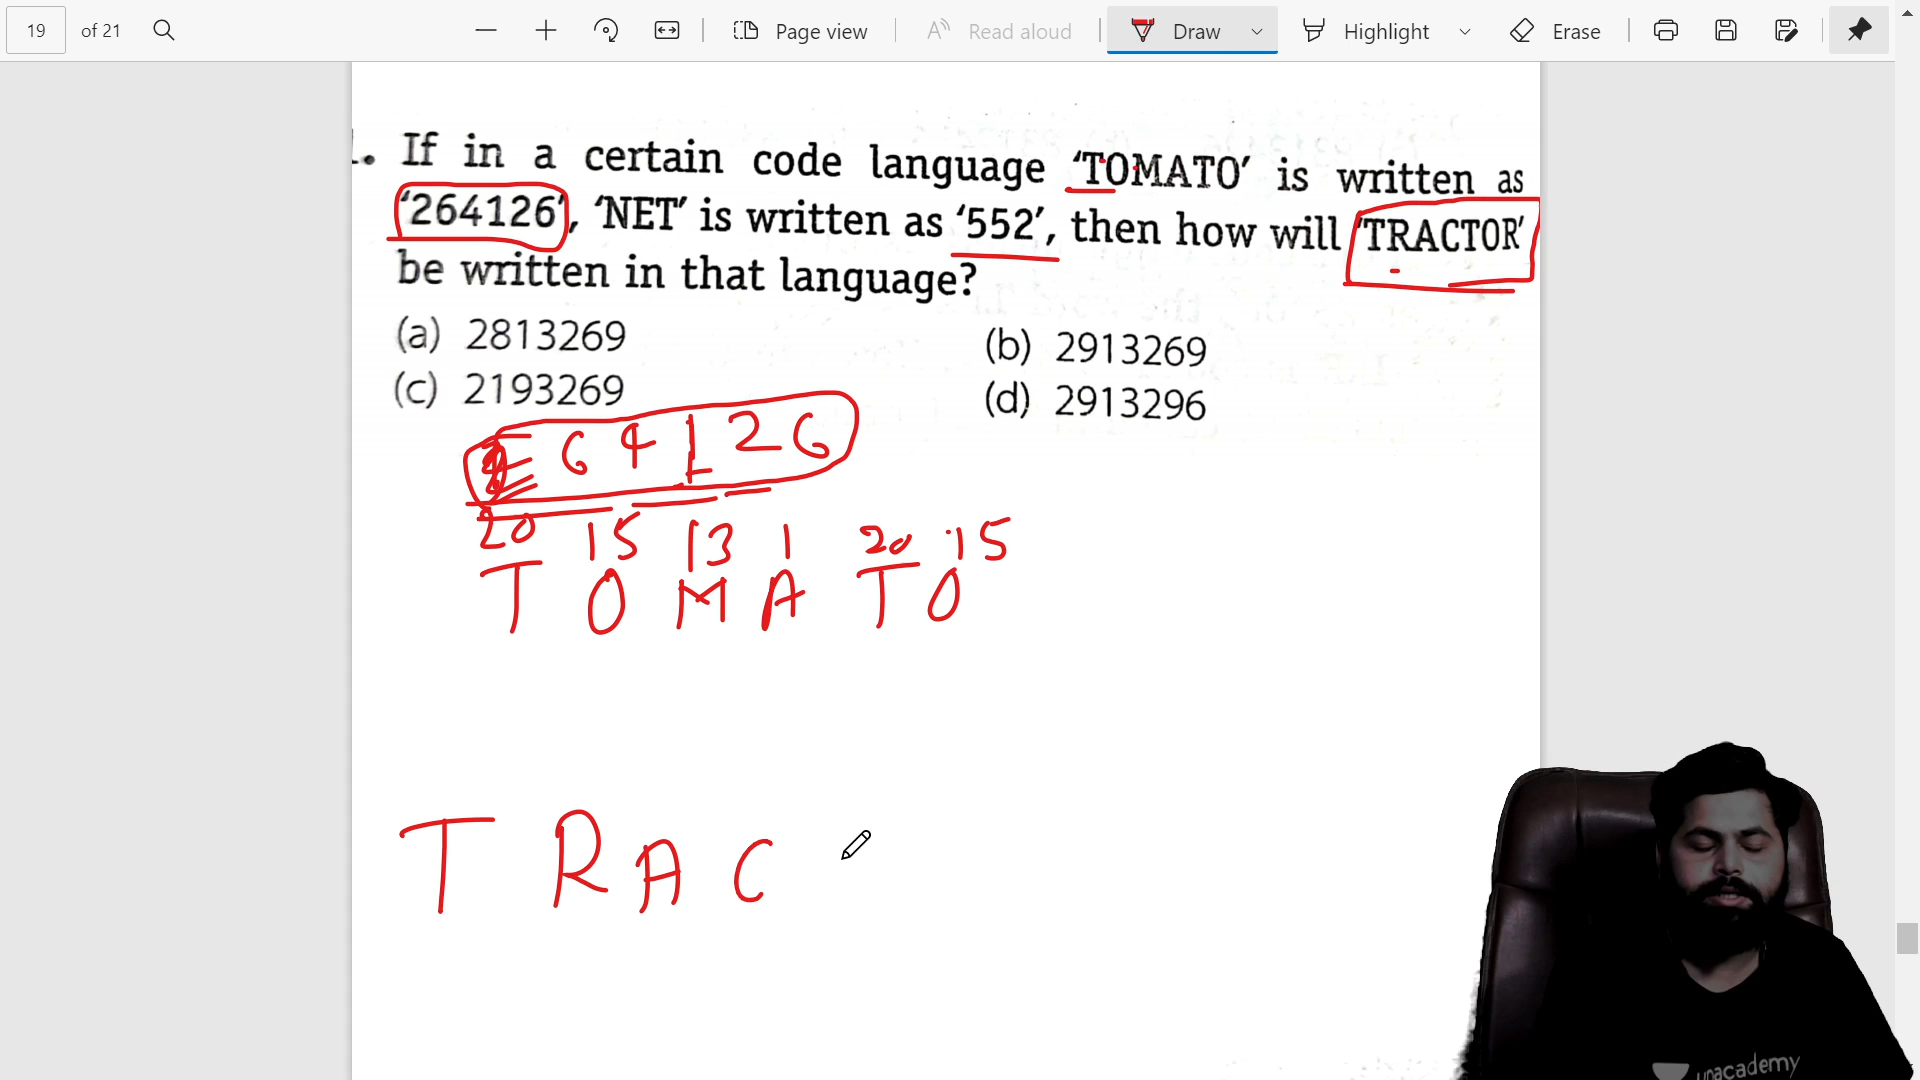 19 of 21 Page view Read aloud Draw Highlight Erase
. If in a certain code language ‘TOMATO’ is written as
‘264126’, ‘NET’ is written as ‘552’, then how will ‘TRACTOR’
be written in that language?
(a) 2813269 (b) 2913269
(c) 2193269 (d) 2913296
2 6 4 1 2 6
20 15 13 1 20 15
T O M A T O
T R A C
unacademy